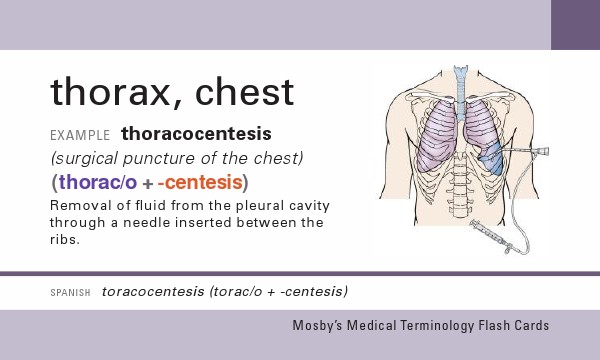 thorax, chest
EXAMPLE thoracocentesis
(surgical puncture of the chest)
(thorac/o + -centesis)
Removal of fluid from the pleural cavity
through a needle inserted between the
ribs.
SPANISH toracocentesis (torac/o + -centesis)
Mosby's Medical Terminology Flash Cards